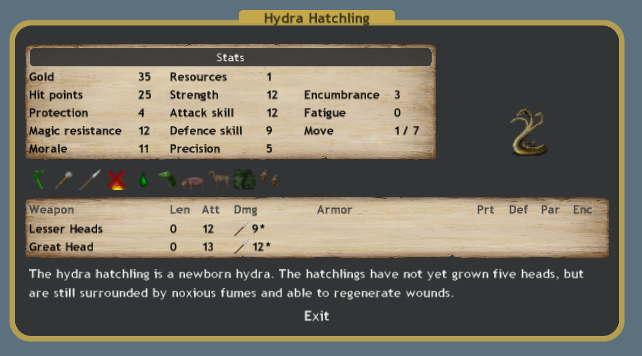 Hydra Hatchling
Stats
Gold 35 Resources 1
Hit points 25 Strength 12 Encumbrance 3
Protection 4 Attack skill 12 Fatigue 0
Magic resistance 12 Defence skill 9 Move 1 / 7
Morale 11 Precision 5
Weapon Len Att Dmg Armor Prt Def Par Enc
Lesser Heads 0 12 9*
Great Head 0 13 12*
The hydra hatchling is a newborn hydra. The hatchlings have not yet grown five heads, but
are still surrounded by noxious fumes and able to regenerate wounds.
Exit